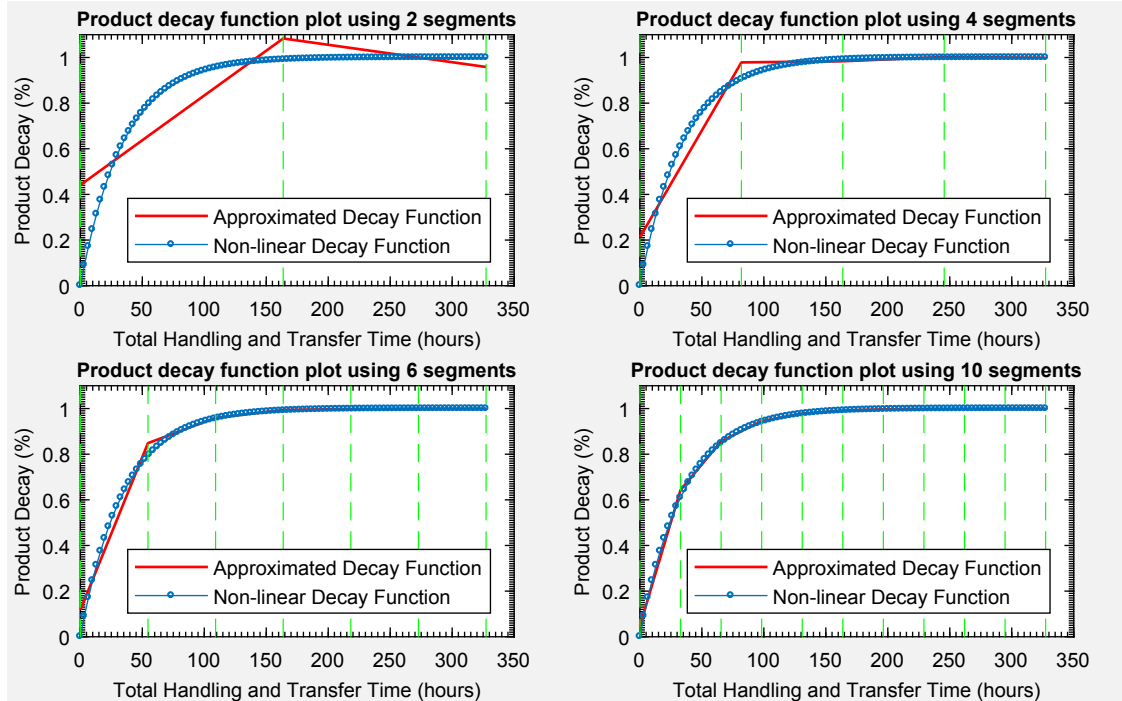 Product decay function plot using 2 segments
Product Decay (%)
1
0.8
0.6
0.4
0.2
0
Approximated Decay Function
Non-linear Decay Function
0 50 100 150 200 250 300 350
Total Handling and Transfer Time (hours)
Product decay function plot using 4 segments
Product Decay (%)
1
0.8
0.6
0.4
0.2
0
Approximated Decay Function
Non-linear Decay Function
0 50 100 150 200 250 300 350
Total Handling and Transfer Time (hours)
Product decay function plot using 6 segments
Product Decay (%)
1
0.8
0.6
0.4
0.2
0
Approximated Decay Function
Non-linear Decay Function
0 50 100 150 200 250 300 350
Total Handling and Transfer Time (hours)
Product decay function plot using 10 segments
Product Decay (%)
1
0.8
0.6
0.4
0.2
0
Approximated Decay Function
Non-linear Decay Function
0 50 100 150 200 250 300 350
Total Handling and Transfer Time (hours)